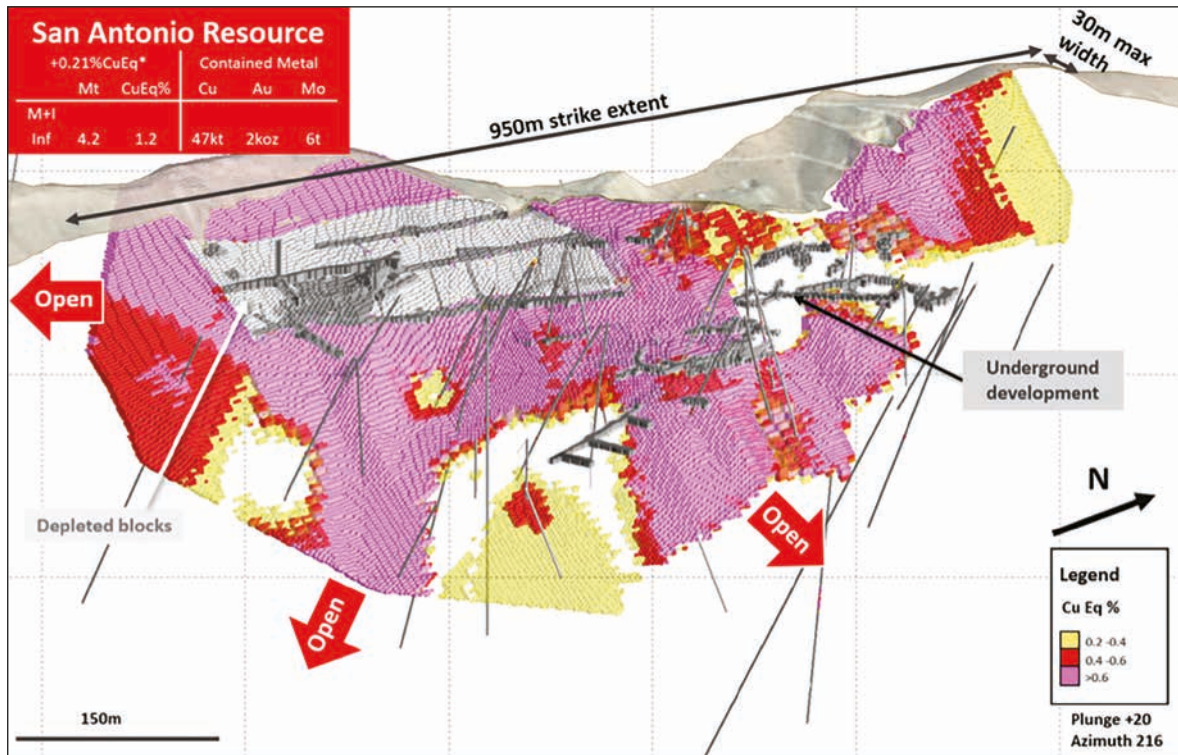 San Antonio Resource
+0.21%CuEq* Contained Metal
Mt CuEq% Cu Au Mo
M+I
Inf 4.2 1.2 47kt 2koz 6t
30m max
width
950m strike extent
Open
Underground
development
Depleted blocks
N
Open
Open
Legend
Cu Eq %
0.2 -0.4
0.4 -0.6
>0.6
150m
Plunge +20
Azimuth 216